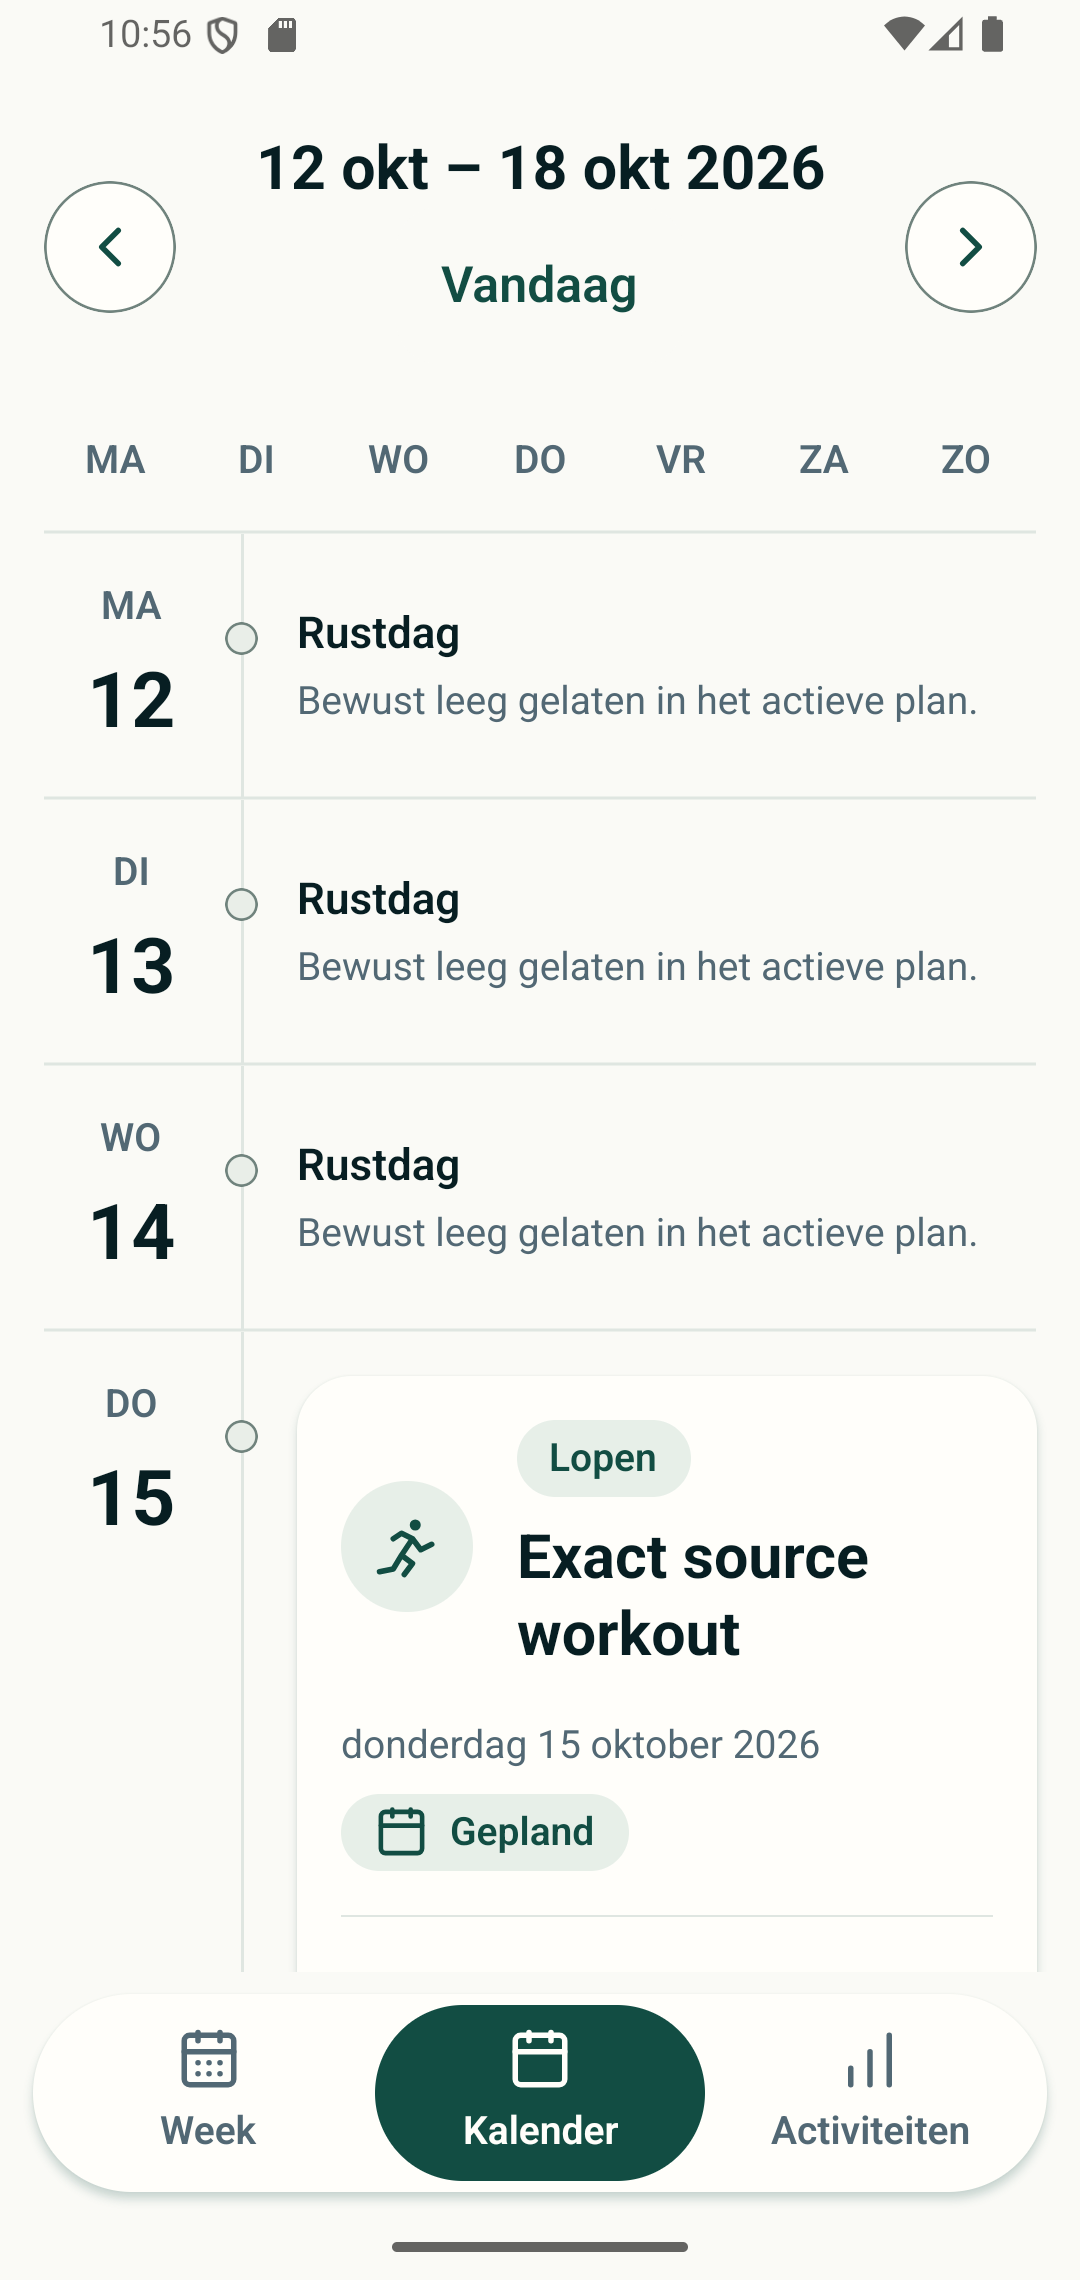 10:56
12 okt – 18 okt 2026
Vandaag
MA DI WO DO VR ZA ZO
MA
12
Rustdag
Bewust leeg gelaten in het actieve plan.
DI
13
Rustdag
Bewust leeg gelaten in het actieve plan.
WO
14
Rustdag
Bewust leeg gelaten in het actieve plan.
DO
15
Lopen
Exact source
workout
donderdag 15 oktober 2026
Gepland
Week Kalender Activiteiten